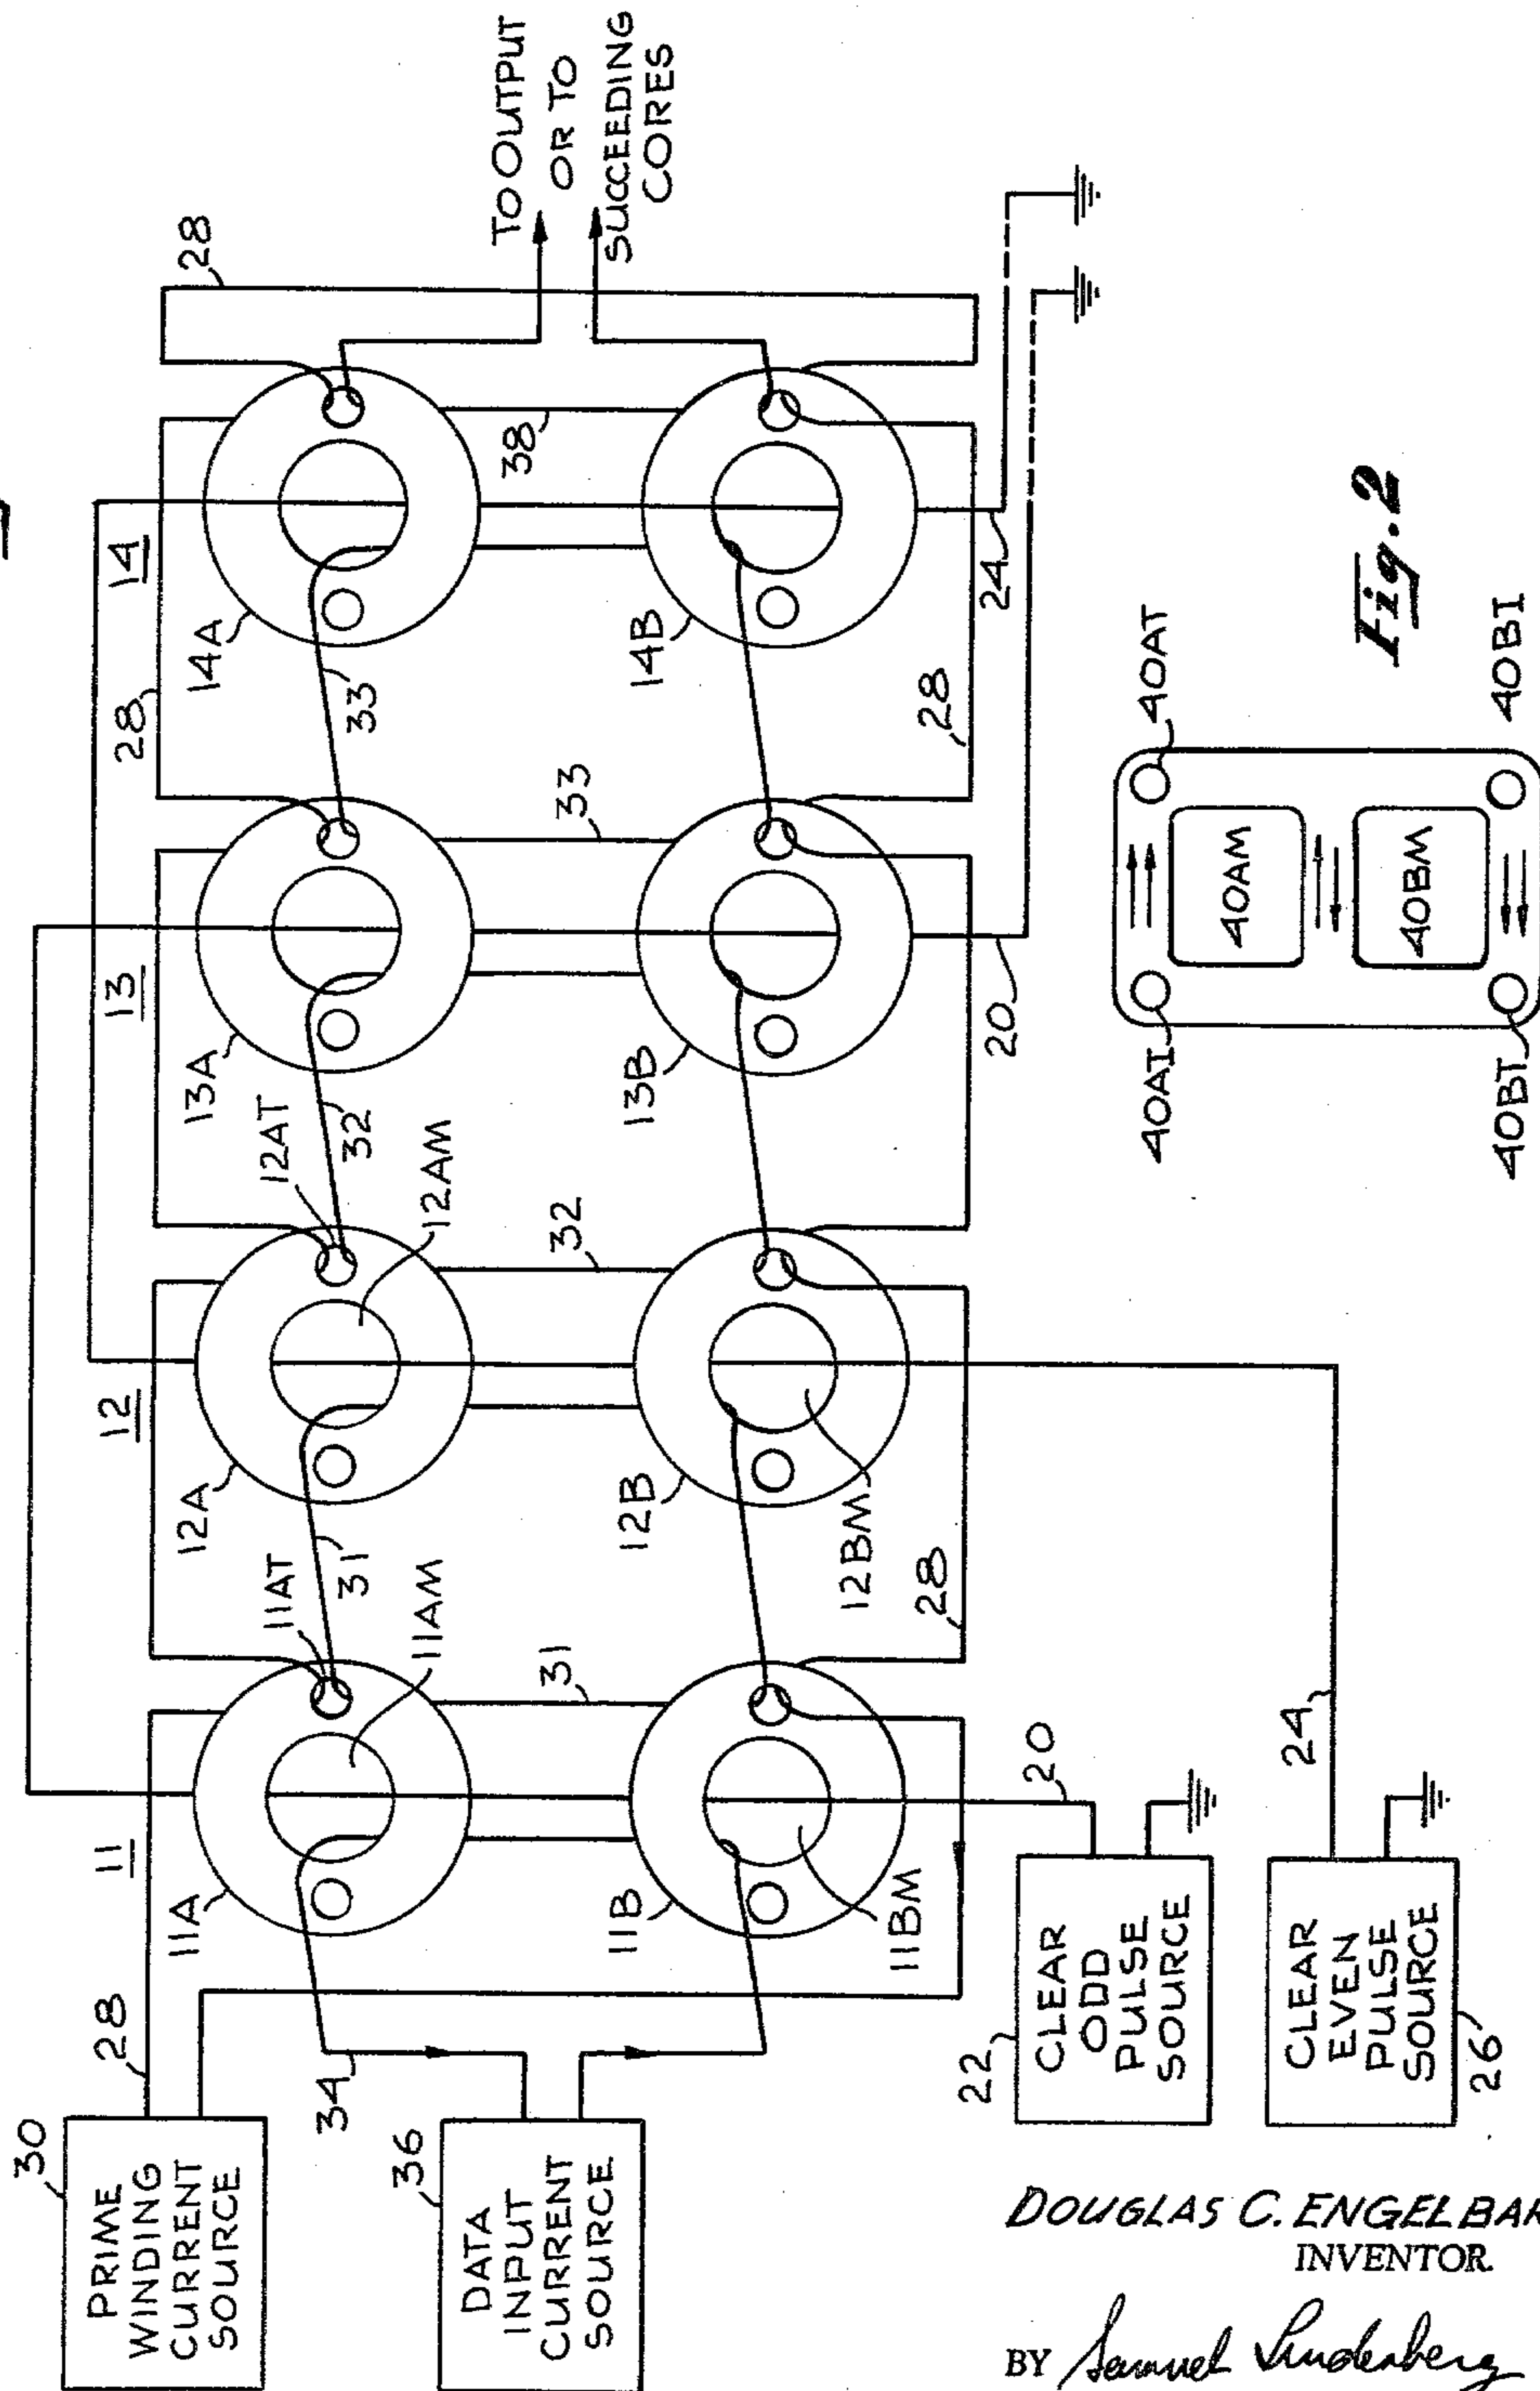 30
PRIME
WINDING
CURRENT
SOURCE
28
11
12
13
14
28
28
11A
11AT
11AM
31
12A
12AT
12AM
32
13A
33
14A
TO OUTPUT
OR TO
SUCCEEDING
CORES
34
36
DATA
INPUT
CURRENT
SOURCE
31
32
33
38
11B
11BM
12B
12BM
13B
14B
28
28
22
CLEAR
ODD
PULSE
SOURCE
20
20
24
CLEAR
EVEN
PULSE
SOURCE
26
24
40AI
40AT
40AM
40BM
40BT
40BI
Fig. 2
DOUGLAS C. ENGELBAR
INVENTOR.
BY Samuel Lindenberg